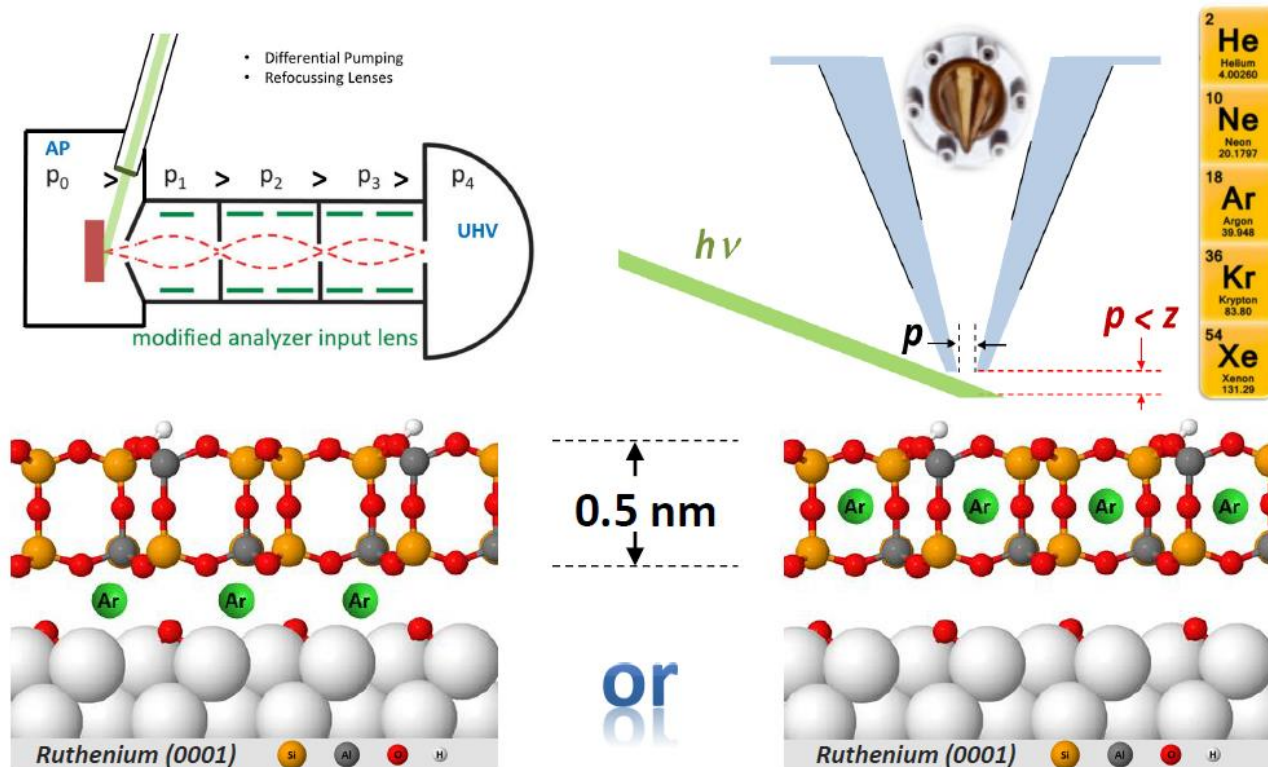 • Differential Pumping
• Refocussing Lenses
AP
p₀ > p₁ > p₂ > p₃ > p₄
UHV
modified analyzer input lens
hν
p
p < z
2
He
Helium
4.00260
10
Ne
Neon
20.1797
18
Ar
Argon
39.948
36
Kr
Krypton
83.80
54
Xe
Xenon
131.29
Ar Ar Ar
Ruthenium (0001) Si Al O H
0.5 nm
or
Ar Ar Ar Ar
Ruthenium (0001) Si Al O H